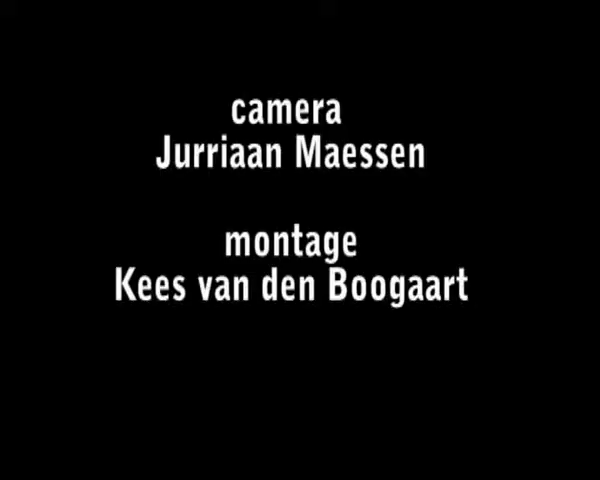 camera
Jurriaan Maessen
montage
Kees van den Boogaart